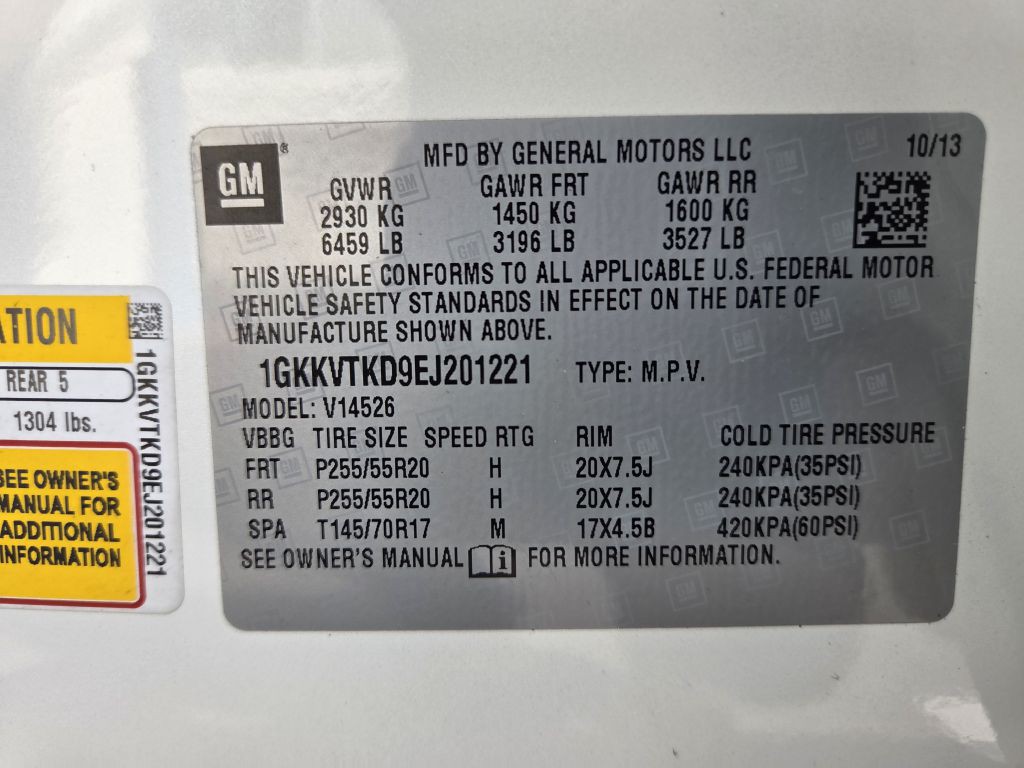 GM
MFD BY GENERAL MOTORS LLC
10/13
GVWR GAWR FRT GAWR RR
2930 KG 1450 KG 1600 KG
6459 LB 3196 LB 3527 LB
THIS VEHICLE CONFORMS TO ALL APPLICABLE U.S. FEDERAL MOTOR
VEHICLE SAFETY STANDARDS IN EFFECT ON THE DATE OF
MANUFACTURE SHOWN ABOVE.
1GKKVTKD9EJ201221 TYPE: M.P.V.
MODEL: V14526
VBBG TIRE SIZE SPEED RTG RIM COLD TIRE PRESSURE
FRT P255/55R20 H 20X7.5J 240KPA(35PSI)
RR P255/55R20 H 20X7.5J 240KPA(35PSI)
SPA T145/70R17 M 17X4.5B 420KPA(60PSI)
SEE OWNER'S MANUAL i FOR MORE INFORMATION.
ATION
REAR 5
1304 lbs.
SEE OWNER'S
MANUAL FOR
ADDITIONAL
INFORMATION
1GKKVTKD9EJ201221